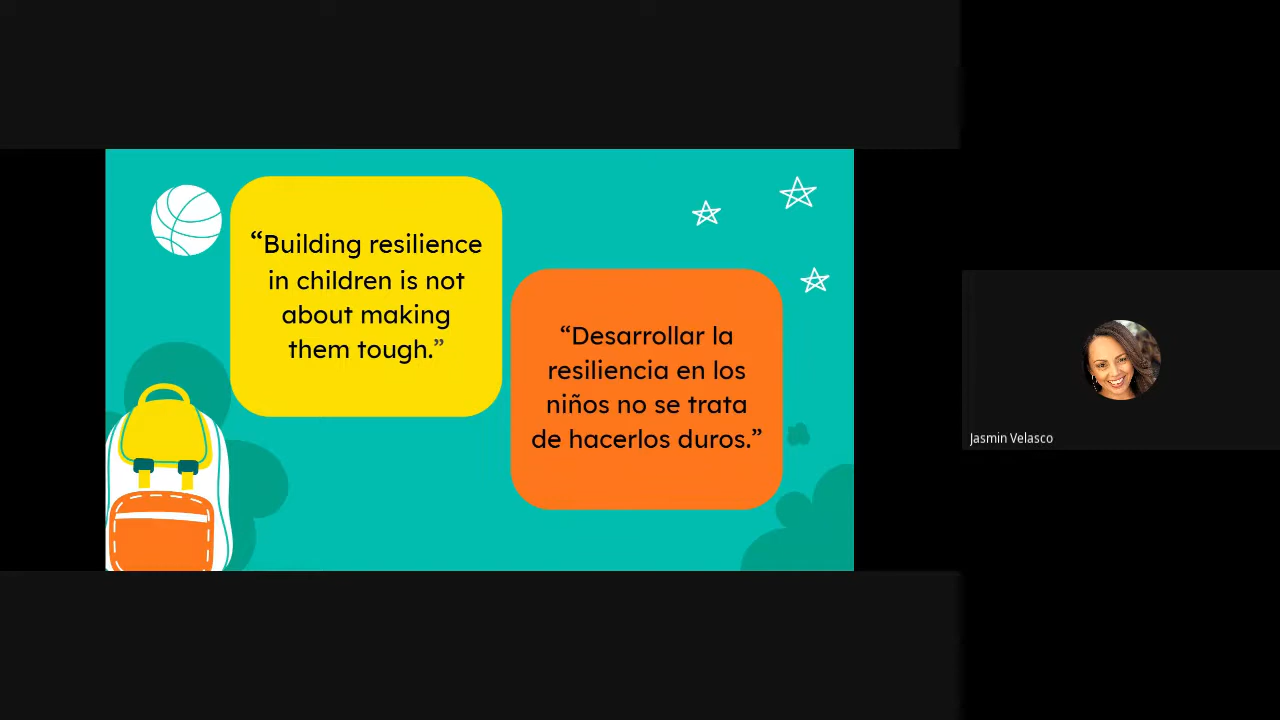 “Building resilience
in children is not
about making
them tough.”
“Desarrollar la
resiliencia en los
niños no se trata
de hacerlos duros.”
Jasmin Velasco